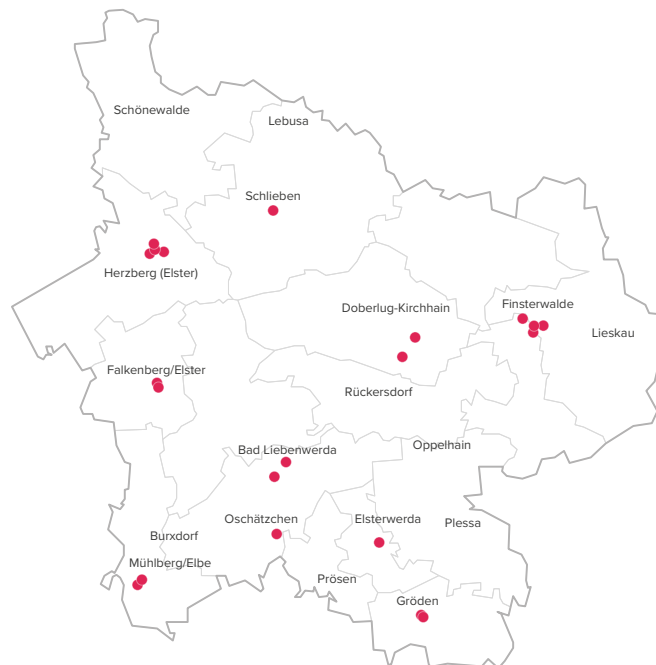 Schönewalde
Lebusa
Schlieben
Herzberg (Elster)
Finsterwalde
Doberlug-Kirchhain
Lieskau
Falkenberg/Elster
Rückersdorf
Oppelhain
Bad Liebenwerda
Oschätzchen
Elsterwerda
Plessa
Burxdorf
Mühlberg/Elbe
Prösen
Gröden